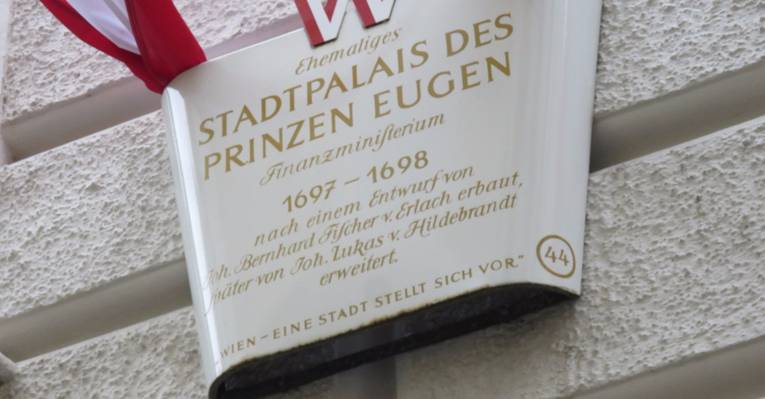 W
Ehemaliges
STADTPALAIS DES
PRINZEN EUGEN
Finanzministerium
1697 – 1698
nach einem Entwurf von
Joh. Bernhard Fischer v. Erlach erbaut,
später von Joh. Lukas v. Hildebrandt
erweitert.
„WIEN – EINE STADT STELLT SICH VOR.“
44